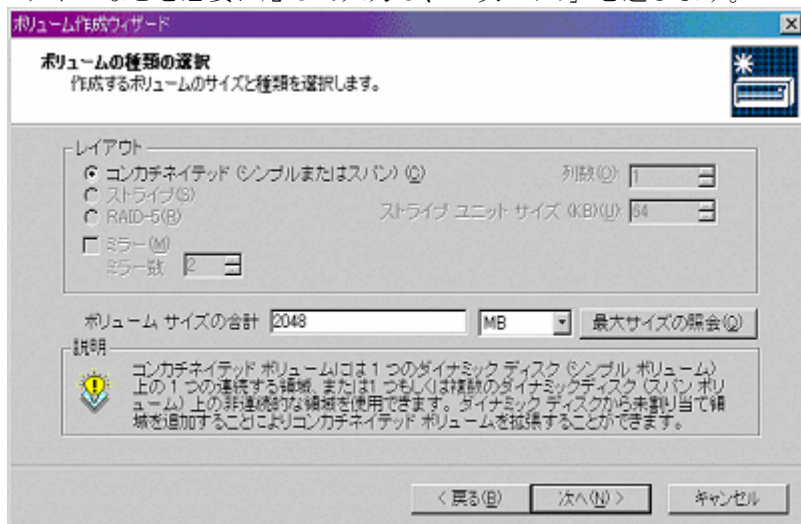 ボリューム作成ウィザード
ボリュームの種類の選択
作成するボリュームのサイズと種類を選択します。
レイアウト
コンカチネイテッド (シンプルまたはスパン) (C)
列数(O): 1
ストライプ(S)
ストライプ ユニット サイズ (KB)(U): 64
RAID-5(R)
ミラー(M)
ミラー数 2
ボリューム サイズの合計 2048 MB 最大サイズの照会(Q)
説明
コンカチネイテッド ボリュームには 1 つのダイナミック ディスク (シンプル ボリューム)
上の 1 つの連続する領域、または1 つもしくは複数のダイナミックディスク (スパン ボリ
ューム) 上の非連続的な領域を使用できます。ダイナミック ディスクから未割り当て領
域を追加することによりコンカチネイテッド ボリュームを拡張することができます。
< 戻る(B) 次へ(N) > キャンセル